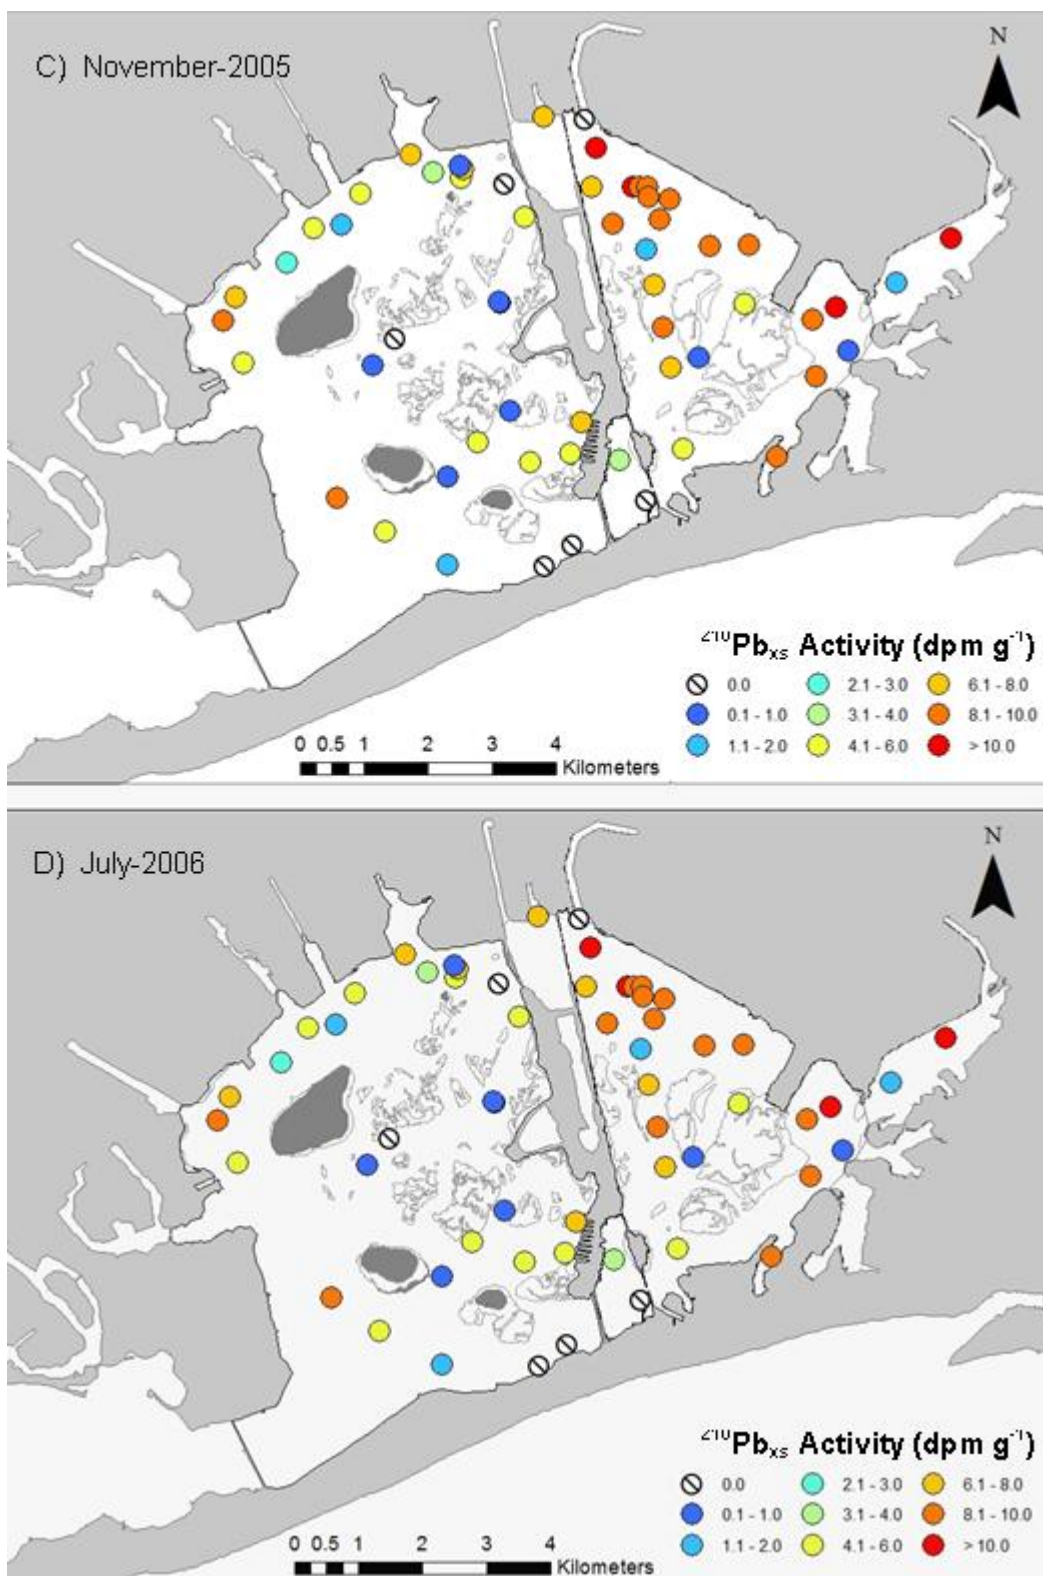 C) November-2005
N
²¹⁰Pbxs Activity (dpm g⁻¹)
0.0 2.1 - 3.0 6.1 - 8.0
0.1 - 1.0 3.1 - 4.0 8.1 - 10.0
1.1 - 2.0 4.1 - 6.0 > 10.0
0 0.5 1 2 3 4
Kilometers
D) July-2006
N
²¹⁰Pbxs Activity (dpm g⁻¹)
0.0 2.1 - 3.0 6.1 - 8.0
0.1 - 1.0 3.1 - 4.0 8.1 - 10.0
1.1 - 2.0 4.1 - 6.0 > 10.0
0 0.5 1 2 3 4
Kilometers